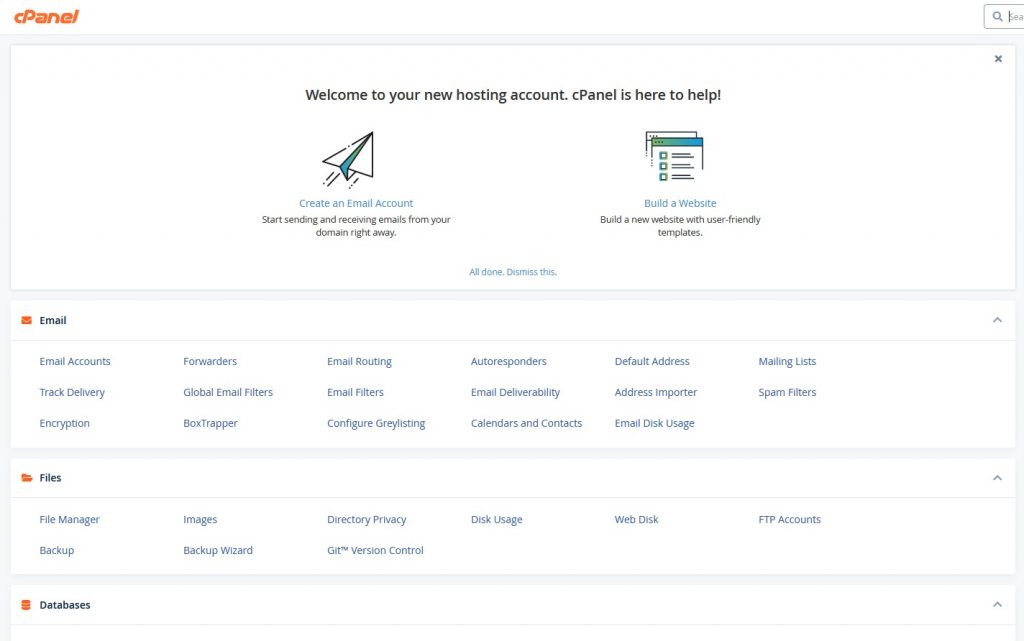 cPanel
Welcome to your new hosting account. cPanel is here to help!
Create an Email Account
Start sending and receiving emails from your
domain right away.
Build a Website
Build a new website with user-friendly
templates.
All done. Dismiss this.
Email
Email Accounts Forwarders Email Routing Autoresponders Default Address Mailing Lists
Track Delivery Global Email Filters Email Filters Email Deliverability Address Importer Spam Filters
Encryption BoxTrapper Configure Greylisting Calendars and Contacts Email Disk Usage
Files
File Manager Images Directory Privacy Disk Usage Web Disk FTP Accounts
Backup Backup Wizard Git™ Version Control
Databases